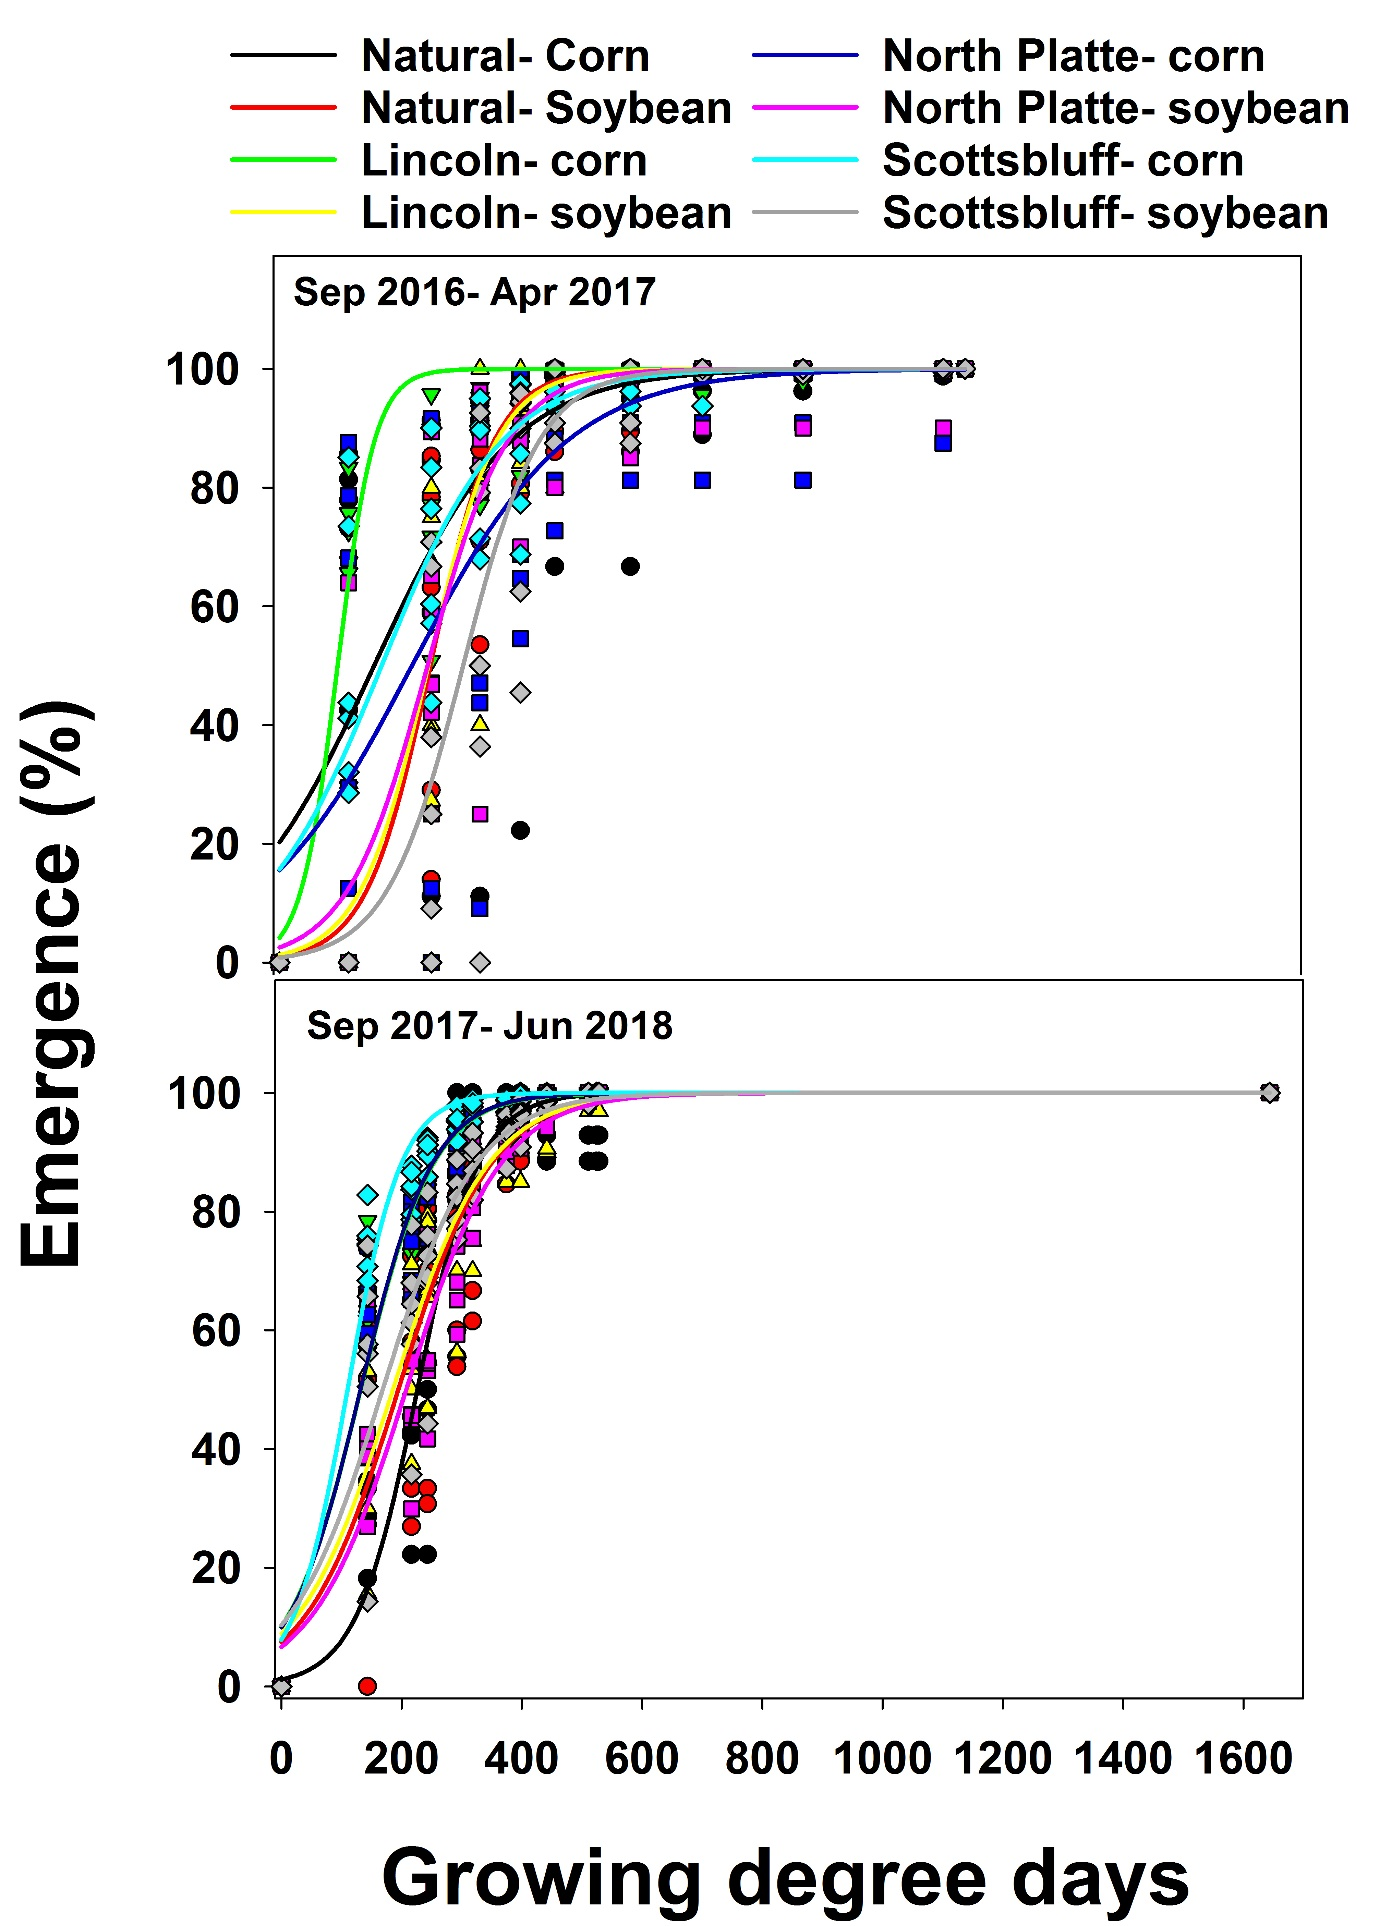 Natural- Corn
Natural- Soybean
Lincoln- corn
Lincoln- soybean
North Platte- corn
North Platte- soybean
Scottsbluff- corn
Scottsbluff- soybean
Sep 2016- Apr 2017
100
80
60
40
20
0
Sep 2017- Jun 2018
100
80
60
40
20
0
0 200 400 600 800 1000 1200 1400 1600
Emergence (%)
Growing degree days